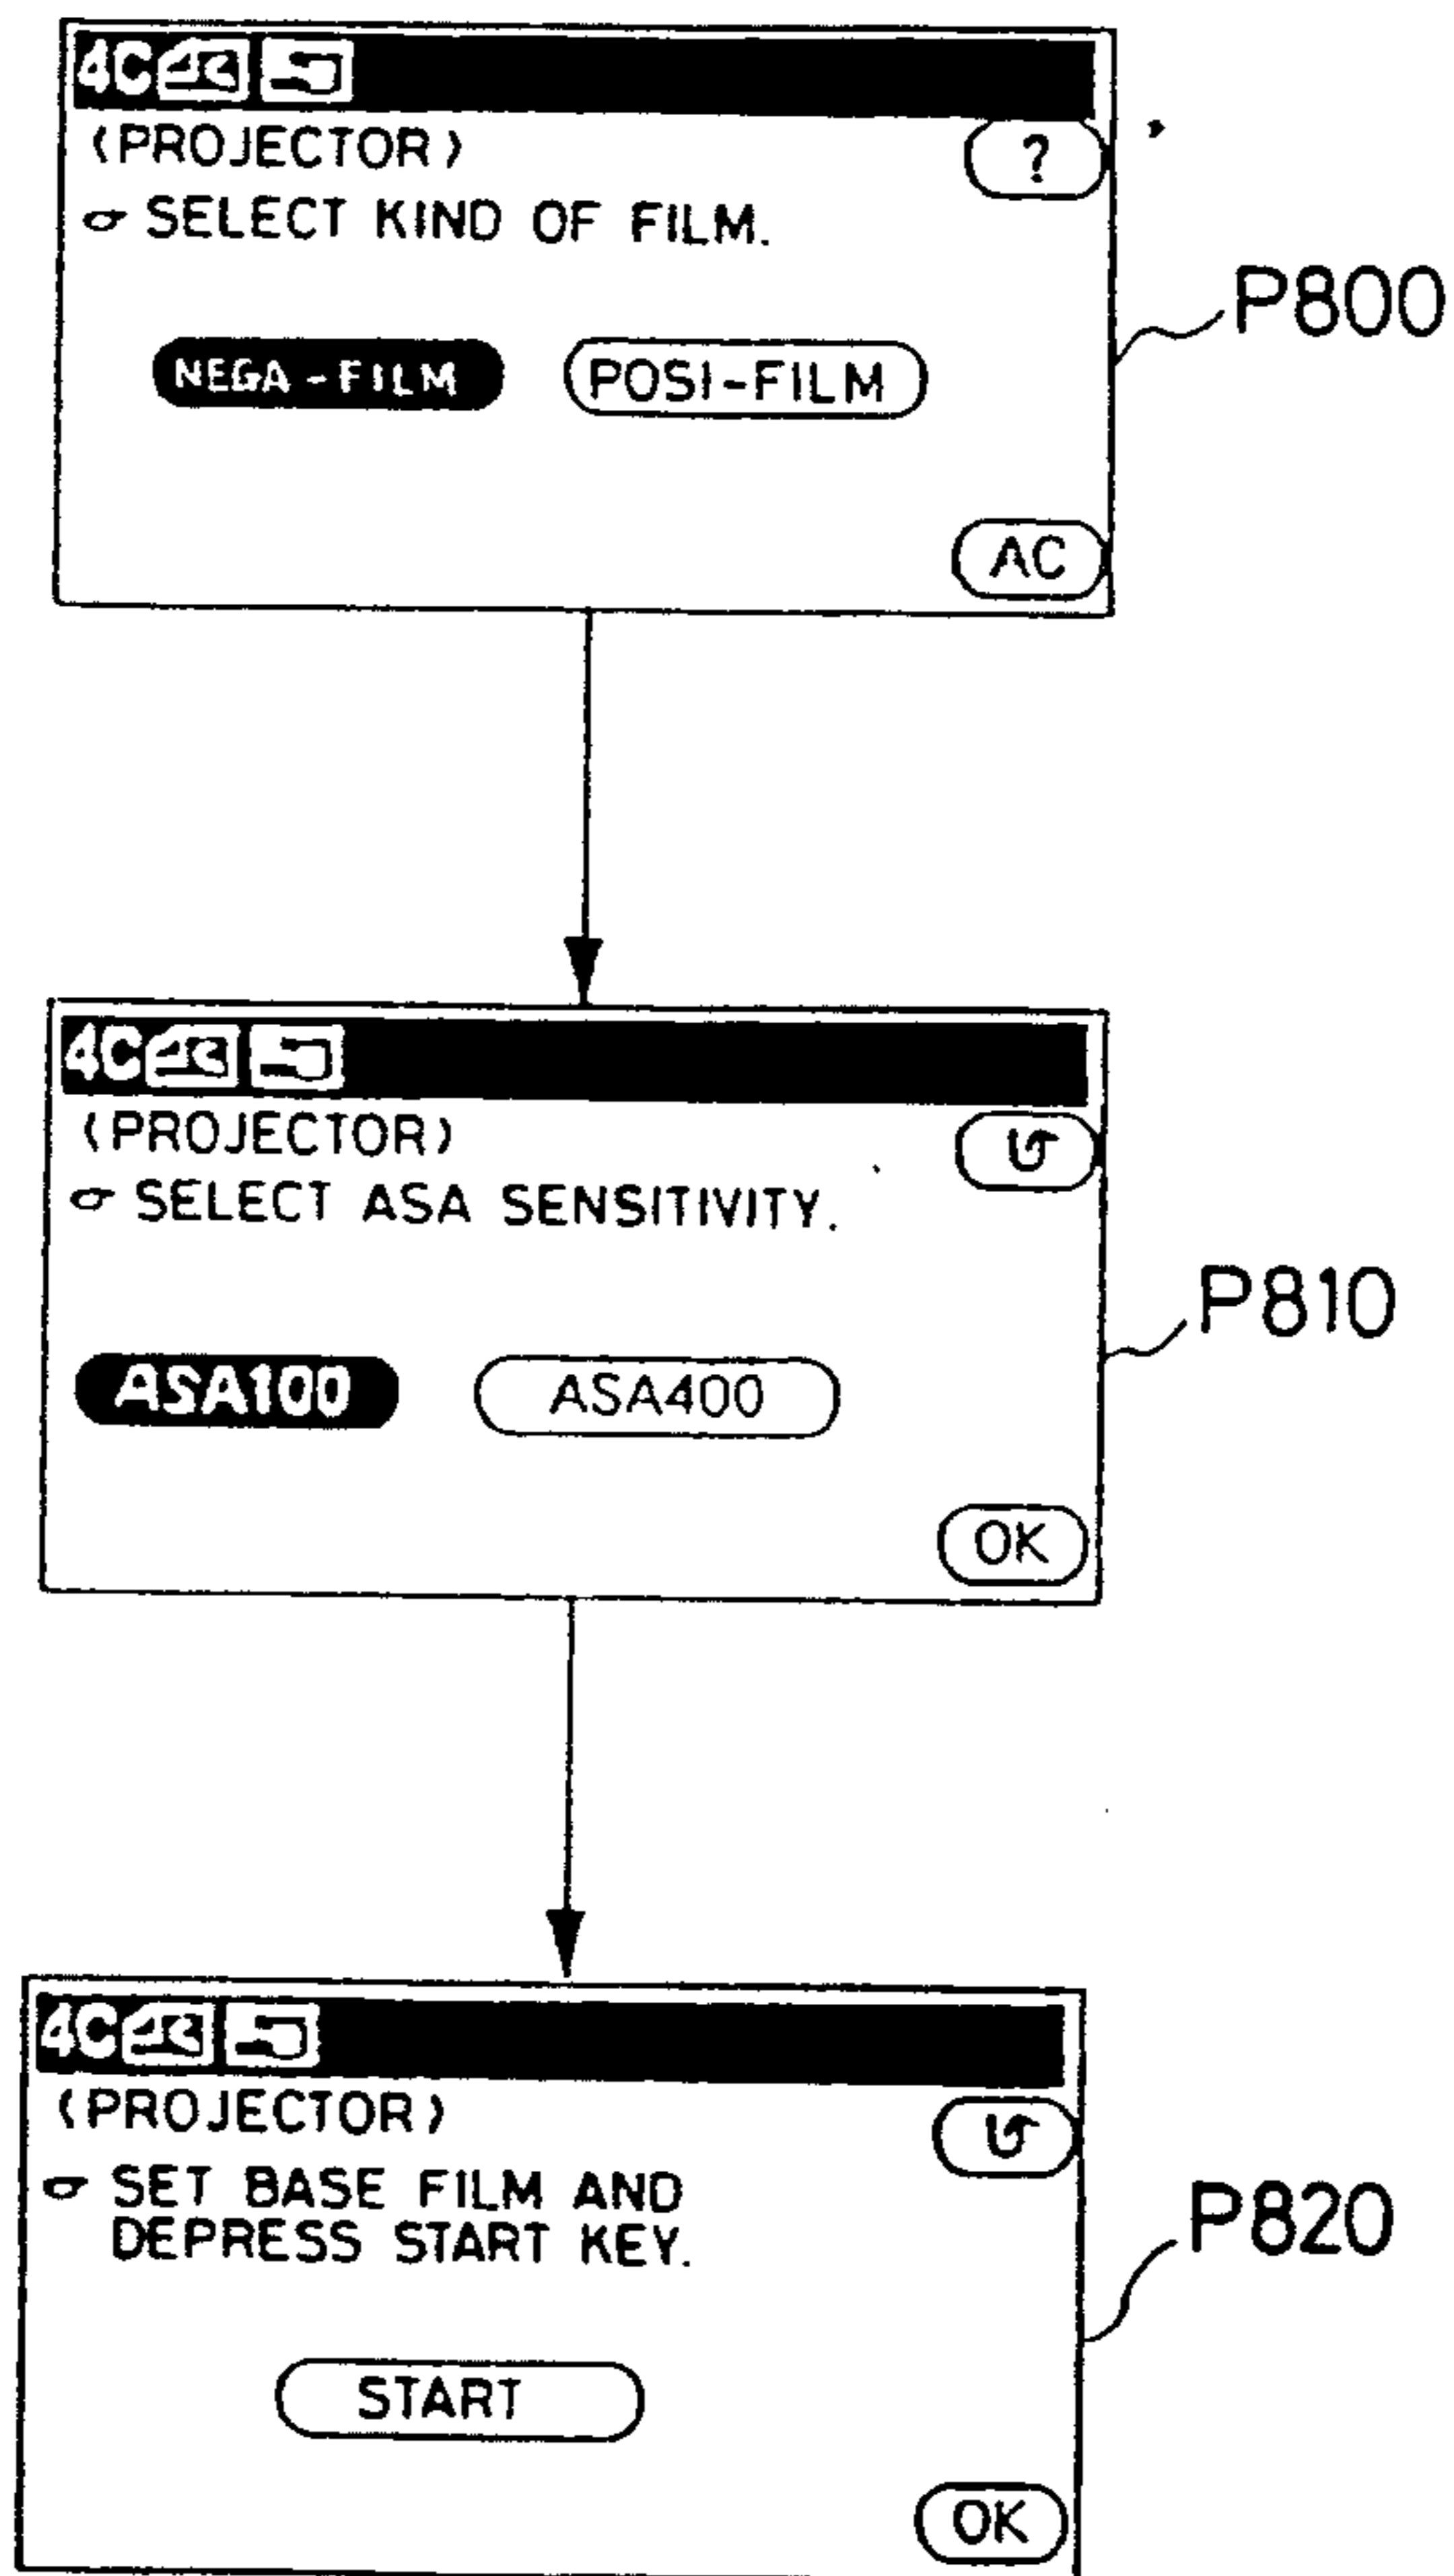 4C
(PROJECTOR)
?
SELECT KIND OF FILM.
P800
NEGA-FILM POSI-FILM
AC
4C
(PROJECTOR)
SELECT ASA SENSITIVITY.
P810
ASA100 ASA400
OK
4C
(PROJECTOR)
SET BASE FILM AND
DEPRESS START KEY.
P820
START
OK